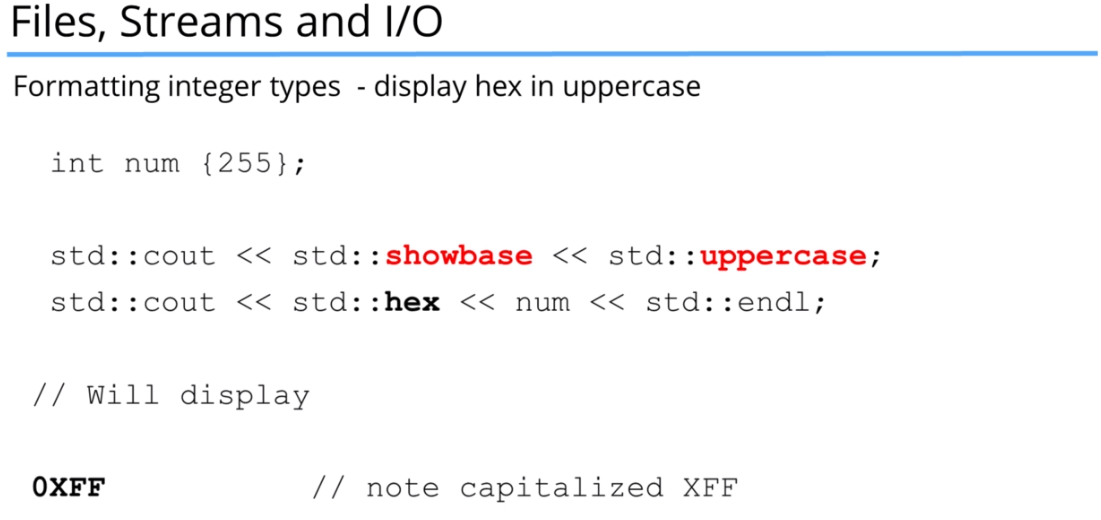 Files, Streams and I/O
Formatting integer types - display hex in uppercase
int num {255};
std::cout << std::showbase << std::uppercase;
std::cout << std::hex << num << std::endl;
// Will display
0XFF // note capitalized XFF